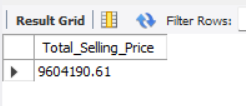 Result Grid Filter Rows:
Total_Selling_Price
9604190.61